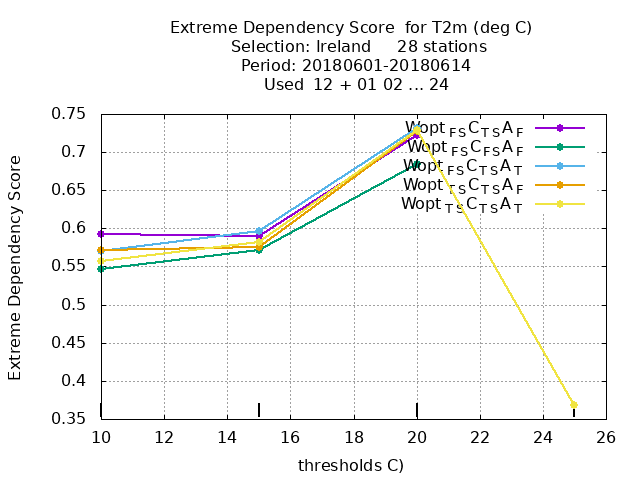 Extreme Dependency Score for T2m (deg C)
Selection: Ireland 28 stations
Period: 20180601-20180614
Used 12 + 01 02 ... 24
Extreme Dependency Score
0.75
0.7
0.65
0.6
0.55
0.5
0.45
0.4
0.35
Wopt FS C TS A F
Wopt FS C FS A F
Wopt FS C TS A T
Wopt TS C TS A F
Wopt TS C TS A T
10 12 14 16 18 20 22 24 26
thresholds C)